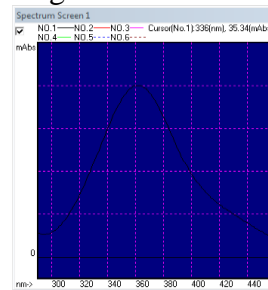 Spectrum Screen 1
NO.1 NO.2 NO.3 Cursor(No.1):336(nm), 35.34(mAbs
NO.4 NO.5 NO.6
mAbs
0
nm-> 300 320 340 360 380 400 420 440